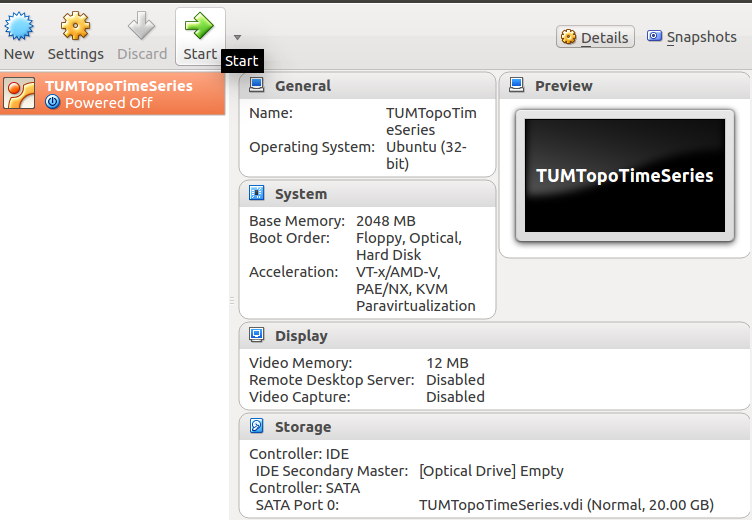 New Settings Discard Start Details Snapshots
Start
TUMTopoTimeSeries
Powered Off
General
Name: TUMTopoTim
eSeries
Operating System: Ubuntu (32-
bit)
Preview
TUMTopoTimeSeries
System
Base Memory: 2048 MB
Boot Order: Floppy, Optical,
Hard Disk
Acceleration: VT-x/AMD-V,
PAE/NX, KVM
Paravirtualization
Display
Video Memory: 12 MB
Remote Desktop Server: Disabled
Video Capture: Disabled
Storage
Controller: IDE
IDE Secondary Master: [Optical Drive] Empty
Controller: SATA
SATA Port 0: TUMTopoTimeSeries.vdi (Normal, 20.00 GB)